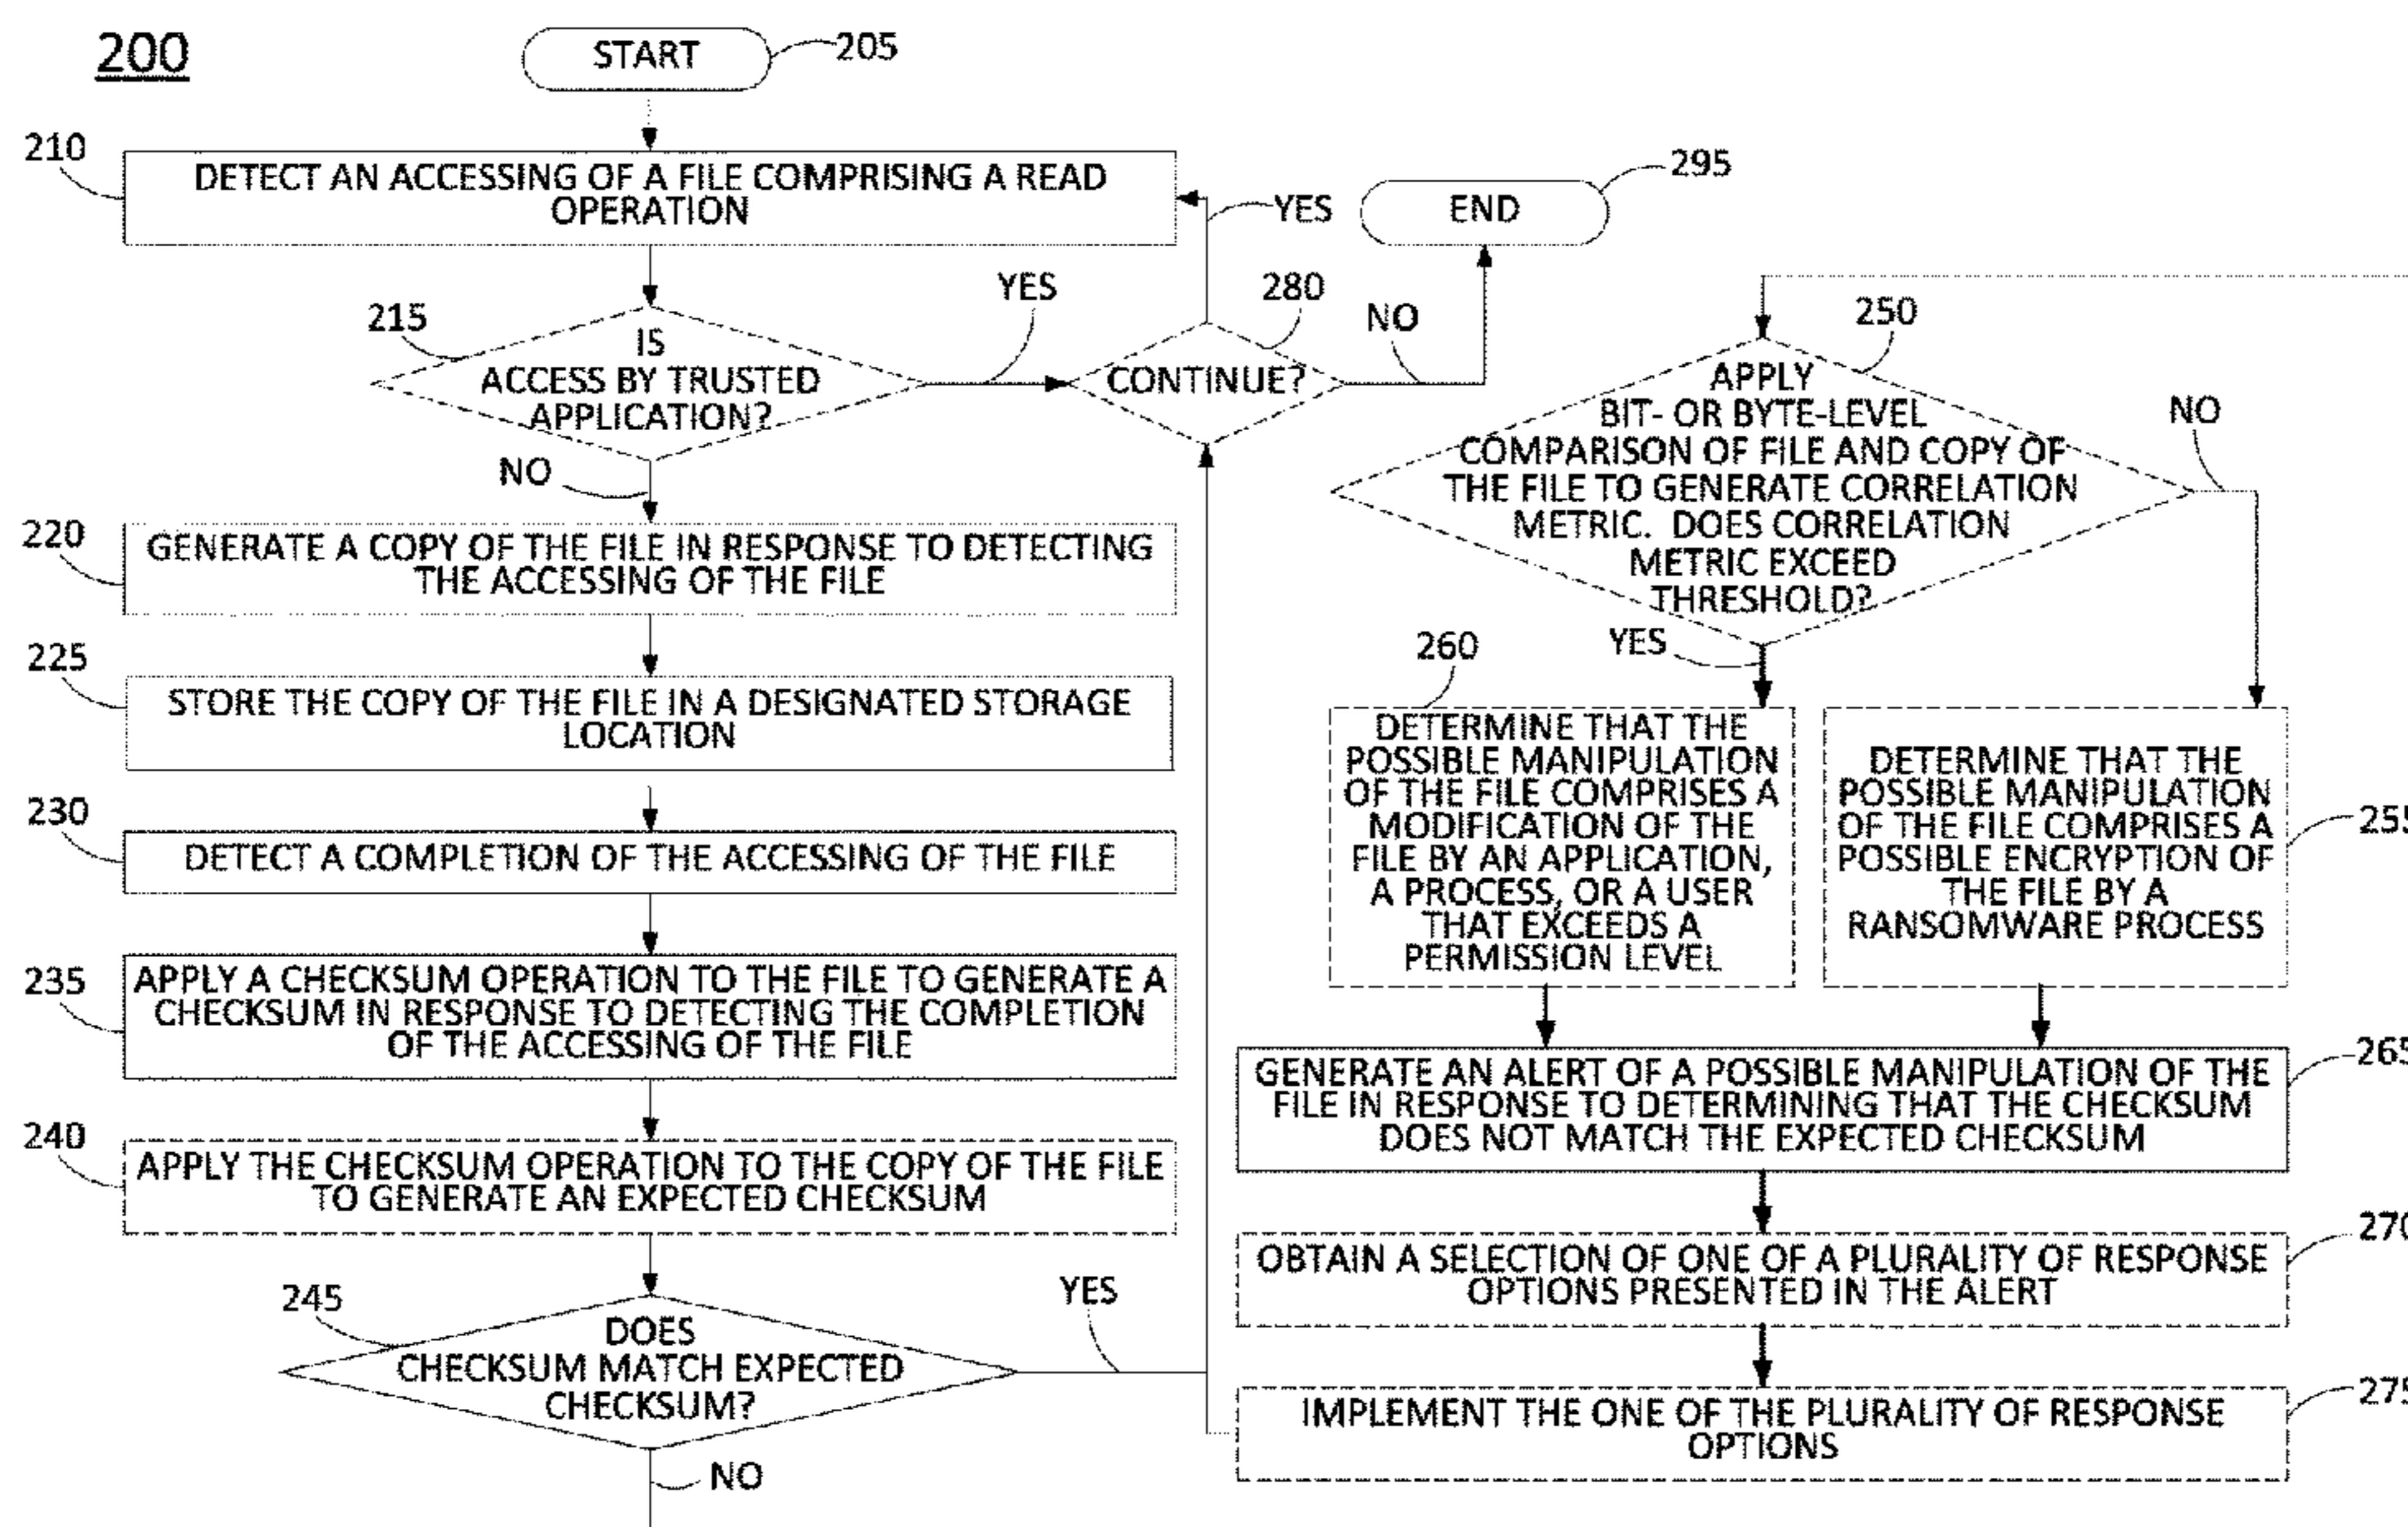 200
START
205
210
DETECT AN ACCESSING OF A FILE COMPRISING A READ
OPERATION
215
IS
ACCESS BY TRUSTED
APPLICATION?
YES
NO
280
CONTINUE?
YES
NO
END
295
220
GENERATE A COPY OF THE FILE IN RESPONSE TO DETECTING
THE ACCESSING OF THE FILE
225
STORE THE COPY OF THE FILE IN A DESIGNATED STORAGE
LOCATION
230
DETECT A COMPLETION OF THE ACCESSING OF THE FILE
235
APPLY A CHECKSUM OPERATION TO THE FILE TO GENERATE A
CHECKSUM IN RESPONSE TO DETECTING THE COMPLETION
OF THE ACCESSING OF THE FILE
240
APPLY THE CHECKSUM OPERATION TO THE COPY OF THE FILE
TO GENERATE AN EXPECTED CHECKSUM
245
DOES
CHECKSUM MATCH EXPECTED
CHECKSUM?
YES
NO
250
APPLY
BIT- OR BYTE-LEVEL
COMPARISON OF FILE AND COPY OF
THE FILE TO GENERATE CORRELATION
METRIC. DOES CORRELATION
METRIC EXCEED
THRESHOLD?
NO
YES
260
DETERMINE THAT THE
POSSIBLE MANIPULATION
OF THE FILE COMPRISES A
MODIFICATION OF THE
FILE BY AN APPLICATION,
A PROCESS, OR A USER
THAT EXCEEDS A
PERMISSION LEVEL
DETERMINE THAT THE
POSSIBLE MANIPULATION
OF THE FILE COMPRISES A
POSSIBLE ENCRYPTION OF
THE FILE BY A
RANSOMWARE PROCESS
255
GENERATE AN ALERT OF A POSSIBLE MANIPULATION OF THE
FILE IN RESPONSE TO DETERMINING THAT THE CHECKSUM
DOES NOT MATCH THE EXPECTED CHECKSUM
265
OBTAIN A SELECTION OF ONE OF A PLURALITY OF RESPONSE
OPTIONS PRESENTED IN THE ALERT
270
IMPLEMENT THE ONE OF THE PLURALITY OF RESPONSE
OPTIONS
275